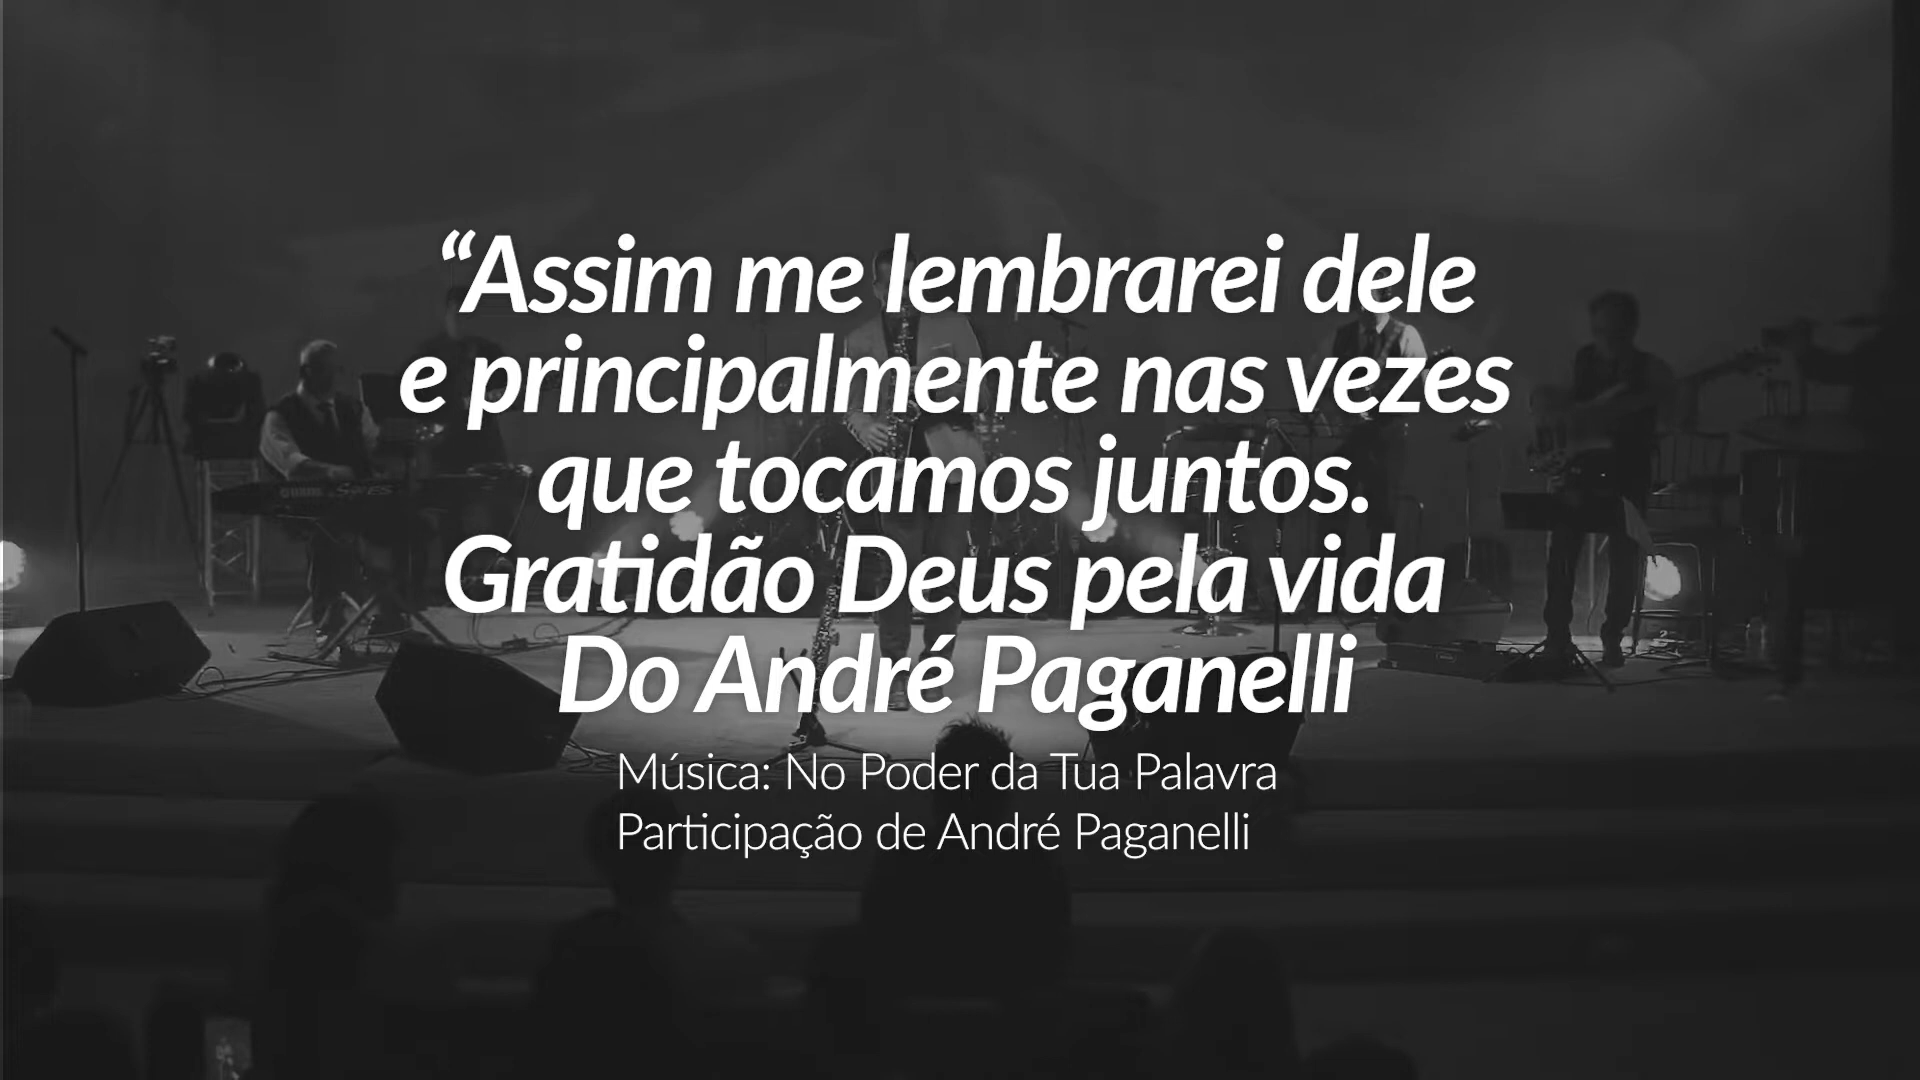 “Assim me lembrarei dele
e principalmente nas vezes
que tocamos juntos.
Gratidão Deus pela vida
Do André Paganelli
Música: No Poder da Tua Palavra
Participação de André Paganelli